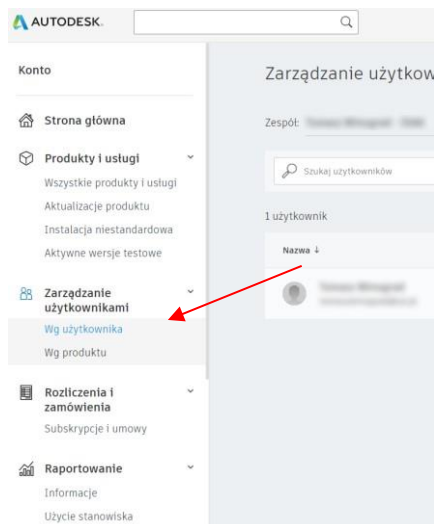 AUTODESK.
Konto
Strona główna
Produkty i usługi
Wszystkie produkty i usługi
Aktualizacje produktu
Instalacja niestandardowa
Aktywne wersje testowe
Zarządzanie
użytkownikami
Wg użytkownika
Wg produktu
Rozliczenia i
zamówienia
Subskrypcje i umowy
Raportowanie
Informacje
Użycie stanowiska
Zarządzanie użytkow
Zespół:
Szukaj użytkowników
1 użytkownik
Nazwa ↓